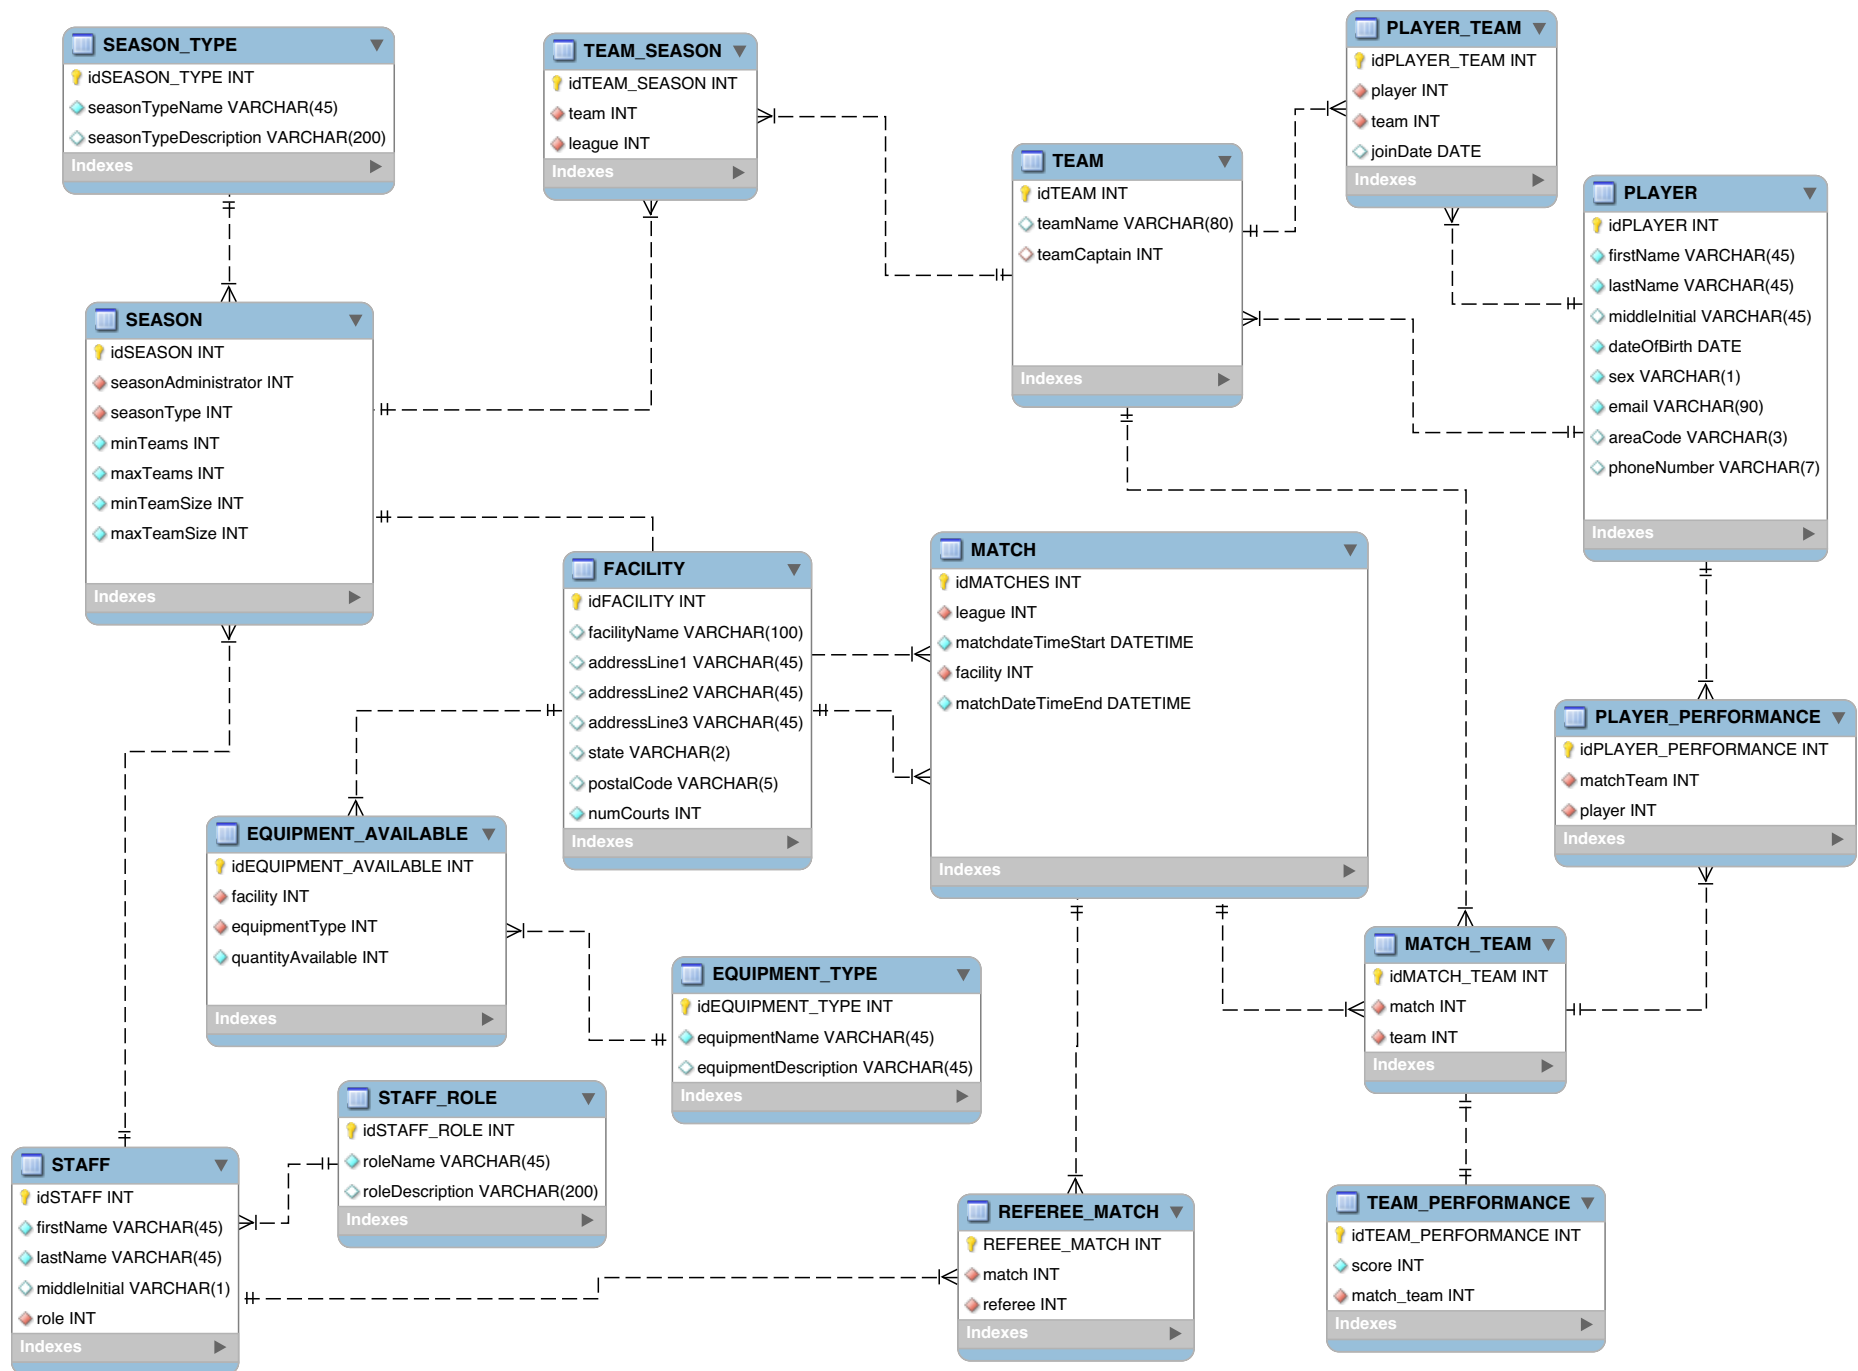 SEASON_TYPE
idSEASON_TYPE INT
seasonTypeName VARCHAR(45)
seasonTypeDescription VARCHAR(200)
Indexes
TEAM_SEASON
idTEAM_SEASON INT
team INT
league INT
Indexes
TEAM
idTEAM INT
teamName VARCHAR(80)
teamCaptain INT
Indexes
PLAYER_TEAM
idPLAYER_TEAM INT
player INT
team INT
joinDate DATE
Indexes
PLAYER
idPLAYER INT
firstName VARCHAR(45)
lastName VARCHAR(45)
middleInitial VARCHAR(45)
dateOfBirth DATE
sex VARCHAR(1)
email VARCHAR(90)
areaCode VARCHAR(3)
phoneNumber VARCHAR(7)
Indexes
SEASON
idSEASON INT
seasonAdministrator INT
seasonType INT
minTeams INT
maxTeams INT
minTeamSize INT
maxTeamSize INT
Indexes
FACILITY
idFACILITY INT
facilityName VARCHAR(100)
addressLine1 VARCHAR(45)
addressLine2 VARCHAR(45)
addressLine3 VARCHAR(45)
state VARCHAR(2)
postalCode VARCHAR(5)
numCourts INT
Indexes
MATCH
idMATCHES INT
league INT
matchdateTimeStart DATETIME
facility INT
matchDateTimeEnd DATETIME
Indexes
PLAYER_PERFORMANCE
idPLAYER_PERFORMANCE INT
matchTeam INT
player INT
Indexes
EQUIPMENT_AVAILABLE
idEQUIPMENT_AVAILABLE INT
facility INT
equipmentType INT
quantityAvailable INT
Indexes
EQUIPMENT_TYPE
idEQUIPMENT_TYPE INT
equipmentName VARCHAR(45)
equipmentDescription VARCHAR(45)
Indexes
MATCH_TEAM
idMATCH_TEAM INT
match INT
team INT
Indexes
STAFF_ROLE
idSTAFF_ROLE INT
roleName VARCHAR(45)
roleDescription VARCHAR(200)
Indexes
STAFF
idSTAFF INT
firstName VARCHAR(45)
lastName VARCHAR(45)
middleInitial VARCHAR(1)
role INT
Indexes
REFEREE_MATCH
REFEREE_MATCH INT
match INT
referee INT
Indexes
TEAM_PERFORMANCE
idTEAM_PERFORMANCE INT
score INT
match_team INT
Indexes